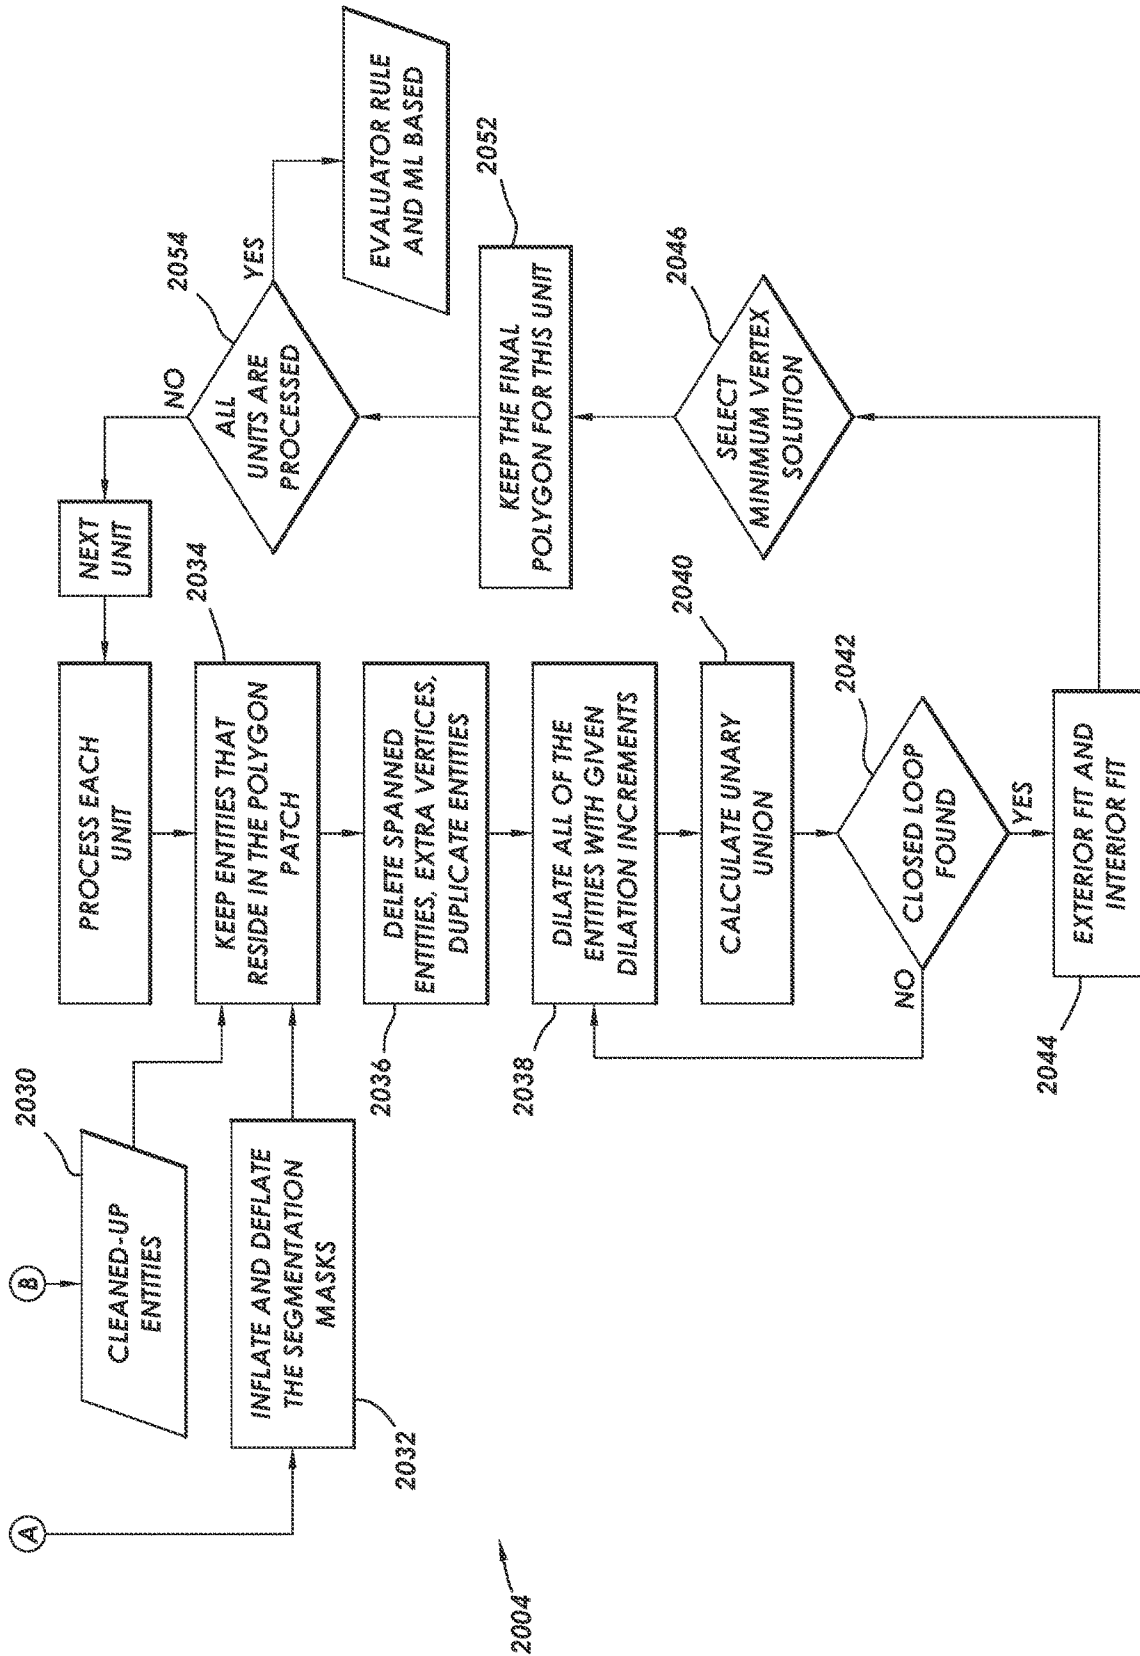 A
B
CLEANED-UP
ENTITIES
2030
INFLATE AND DEFLATE
THE SEGMENTATION
MASKS
2032
PROCESS EACH
UNIT
NEXT
UNIT
KEEP ENTITIES THAT
RESIDE IN THE POLYGON
PATCH
2034
DELETE SPANNED
ENTITIES, EXTRA VERTICES,
DUPLICATE ENTITIES
2036
DILATE ALL OF THE
ENTITIES WITH GIVEN
DILATION INCREMENTS
2038
CALCULATE UNARY
UNION
2040
CLOSED LOOP
FOUND
2042
NO
YES
EXTERIOR FIT AND
INTERIOR FIT
2044
SELECT
MINIMUM VERTEX
SOLUTION
2046
KEEP THE FINAL
POLYGON FOR THIS UNIT
2052
ALL
UNITS ARE
PROCESSED
2054
NO
YES
EVALUATOR RULE
AND ML BASED
2004